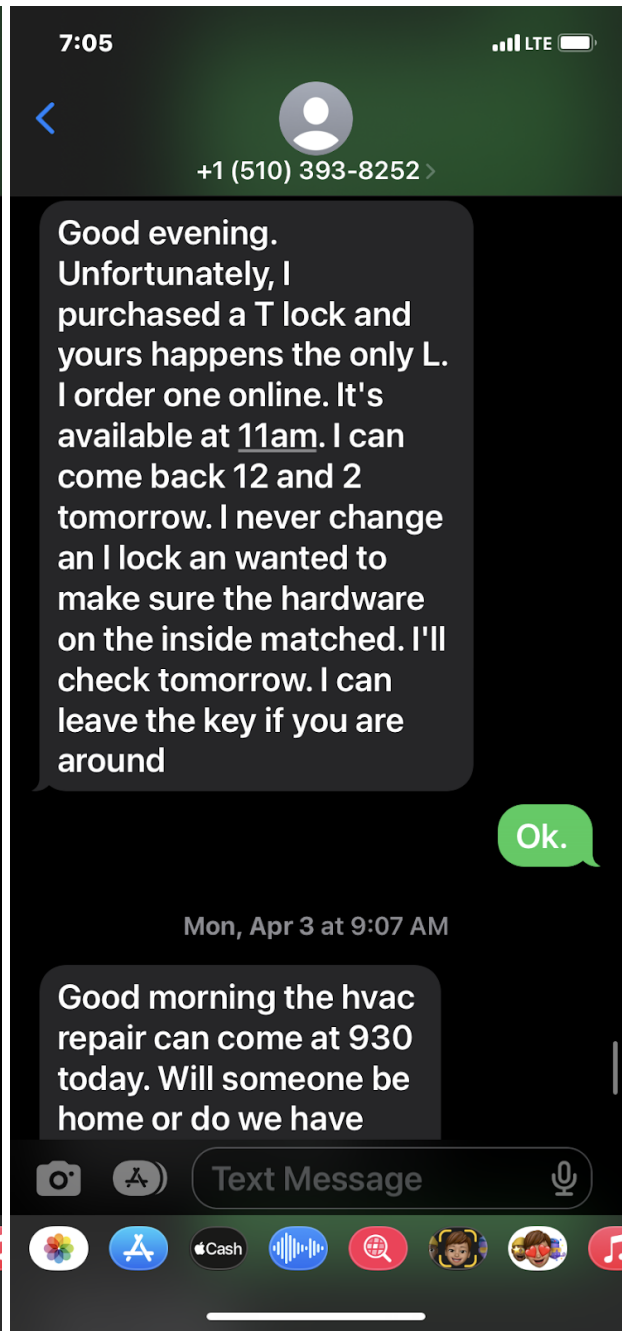 7:05
LTE
+1 (510) 393-8252
Good evening.
Unfortunately, I
purchased a T lock and
yours happens the only L.
I order one online. It's
available at 11am. I can
come back 12 and 2
tomorrow. I never change
an I lock an wanted to
make sure the hardware
on the inside matched. I'll
check tomorrow. I can
leave the key if you are
around
Ok.
Mon, Apr 3 at 9:07 AM
Good morning the hvac
repair can come at 930
today. Will someone be
home or do we have
Text Message
Cash